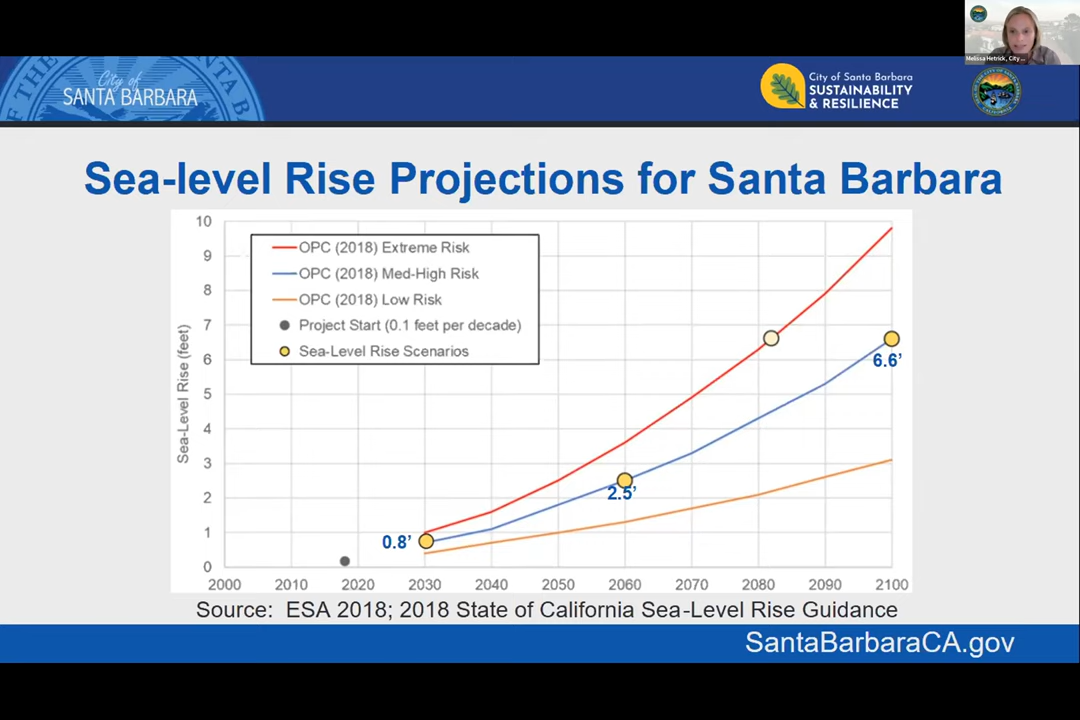 Melissa Hetrick, City ...
City of
SANTA BARBARA
City of Santa Barbara
SUSTAINABILITY
& RESILIENCE
Sea-level Rise Projections for Santa Barbara
10
9
8
7
6
5
4
3
2
1
0
Sea-Level Rise (feet)
OPC (2018) Extreme Risk
OPC (2018) Med-High Risk
OPC (2018) Low Risk
Project Start (0.1 feet per decade)
Sea-Level Rise Scenarios
6.6'
2.5'
0.8'
2000 2010 2020 2030 2040 2050 2060 2070 2080 2090 2100
Source: ESA 2018; 2018 State of California Sea-Level Rise Guidance
SantaBarbaraCA.gov